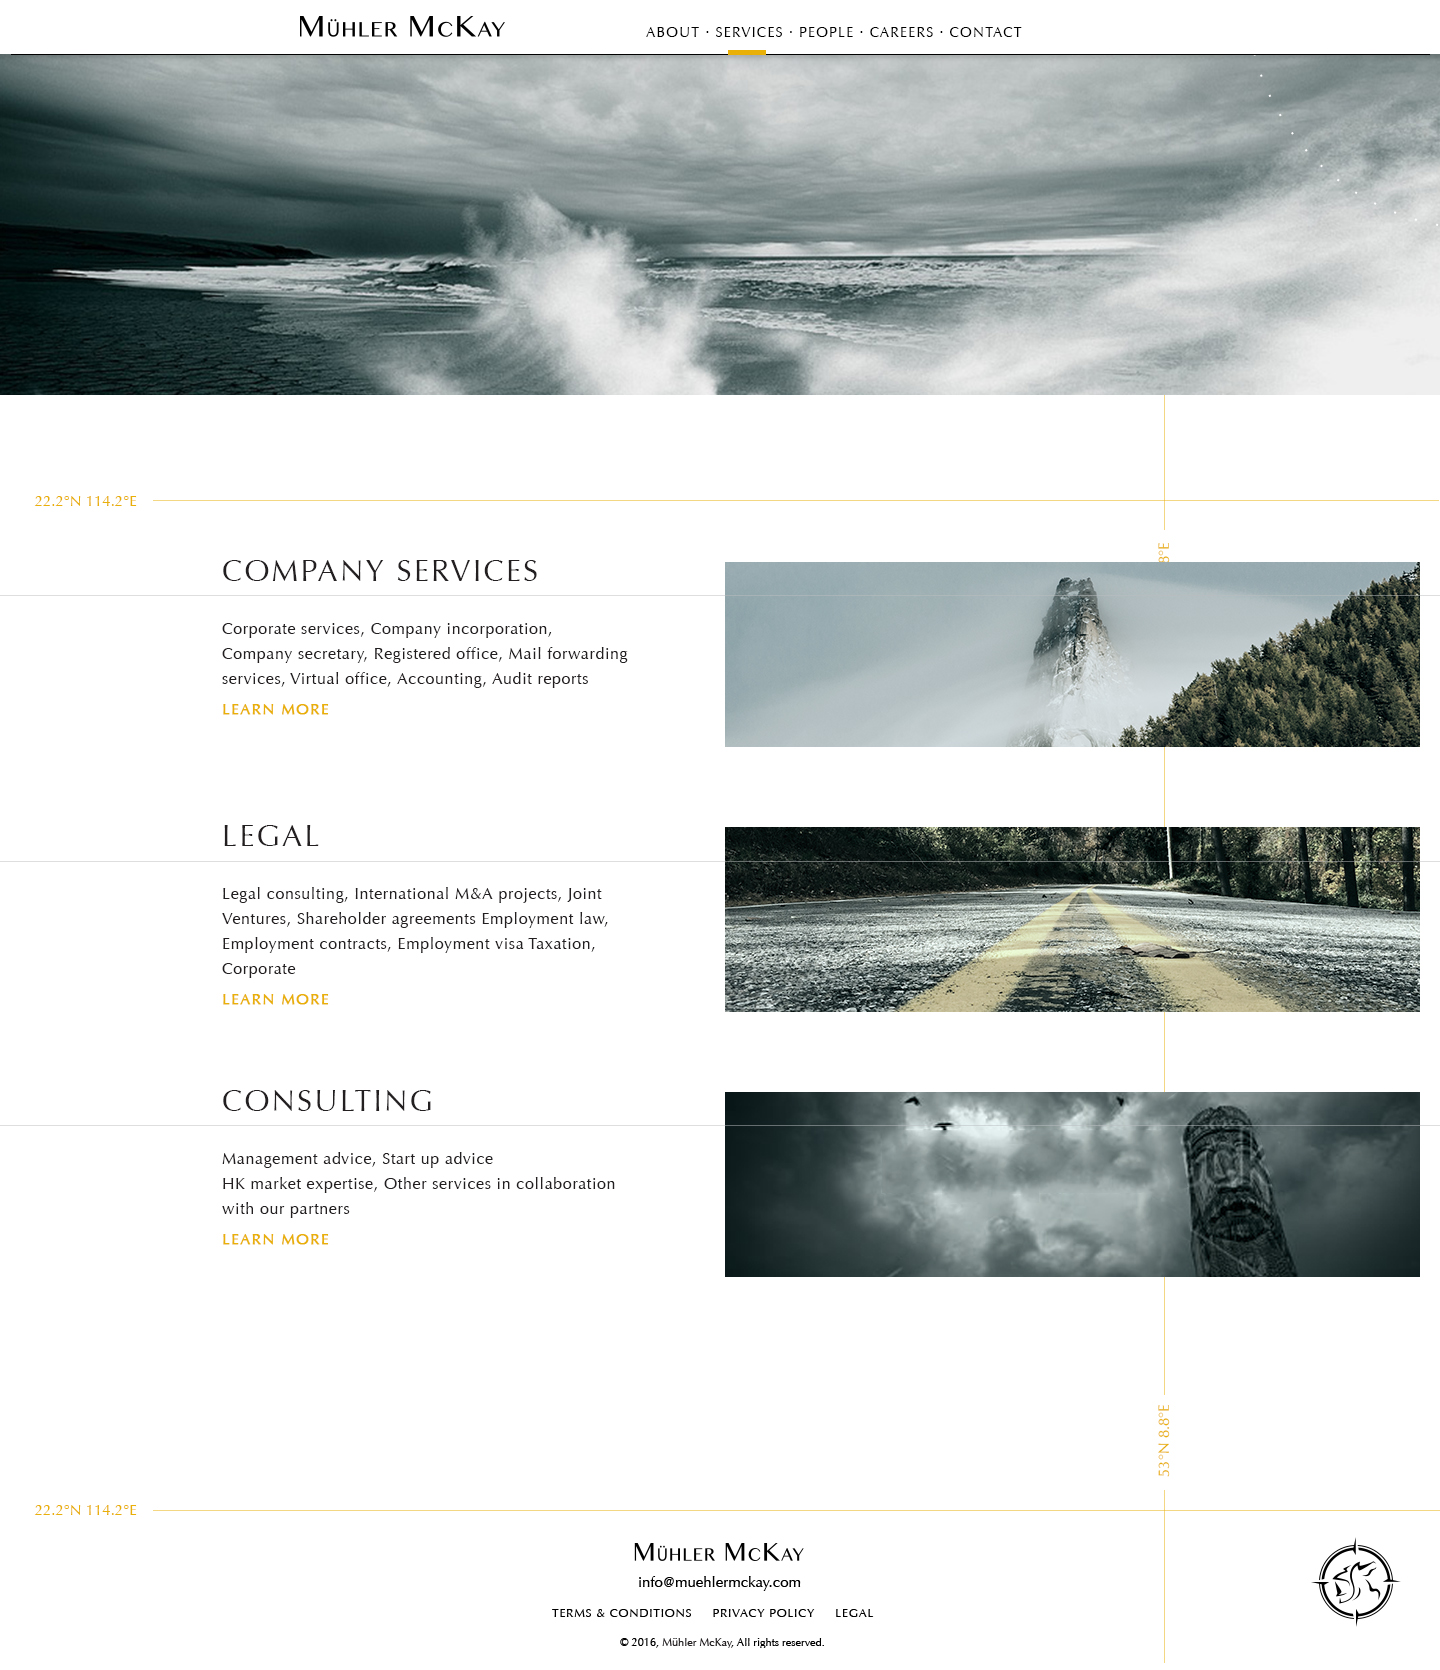 MÜHLER MCKAY
ABOUT · SERVICES · PEOPLE · CAREERS · CONTACT
22.2°N 114.2°E
8°E
COMPANY SERVICES
Corporate services, Company incorporation,
Company secretary, Registered office, Mail forwarding
services, Virtual office, Accounting, Audit reports
LEARN MORE
LEGAL
Legal consulting, International M&A projects, Joint
Ventures, Shareholder agreements Employment law,
Employment contracts, Employment visa Taxation,
Corporate
LEARN MORE
CONSULTING
Management advice, Start up advice
HK market expertise, Other services in collaboration
with our partners
LEARN MORE
53°N 8.8°E
22.2°N 114.2°E
MÜHLER MCKAY
info@muehlermckay.com
TERMS & CONDITIONS PRIVACY POLICY LEGAL
© 2016, Mühler McKay, All rights reserved.